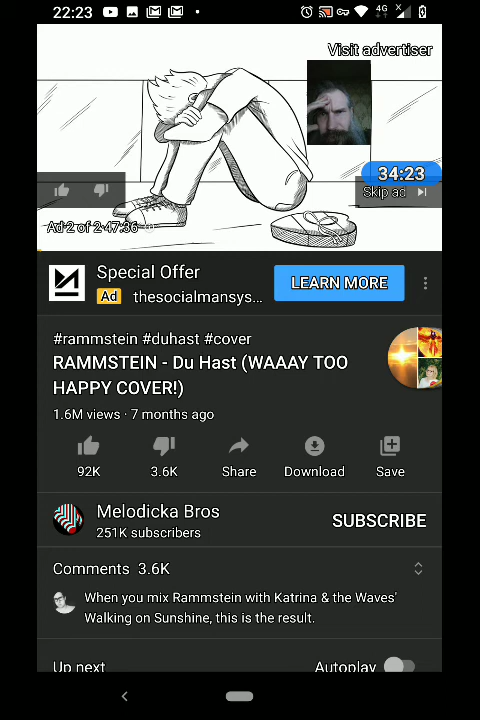 22:23
4G
Visit advertiser
34:23
Skip ad
Ad 2 of 2 · 47:36
Special Offer
LEARN MORE
Ad thesocialmansys...
#rammstein #duhast #cover
RAMMSTEIN - Du Hast (WAAAY TOO
HAPPY COVER!)
1.6M views · 7 months ago
92K 3.6K Share Download Save
Melodicka Bros
SUBSCRIBE
251K subscribers
Comments 3.6K
When you mix Rammstein with Katrina & the Waves'
Walking on Sunshine, this is the result.
Up next Autoplay